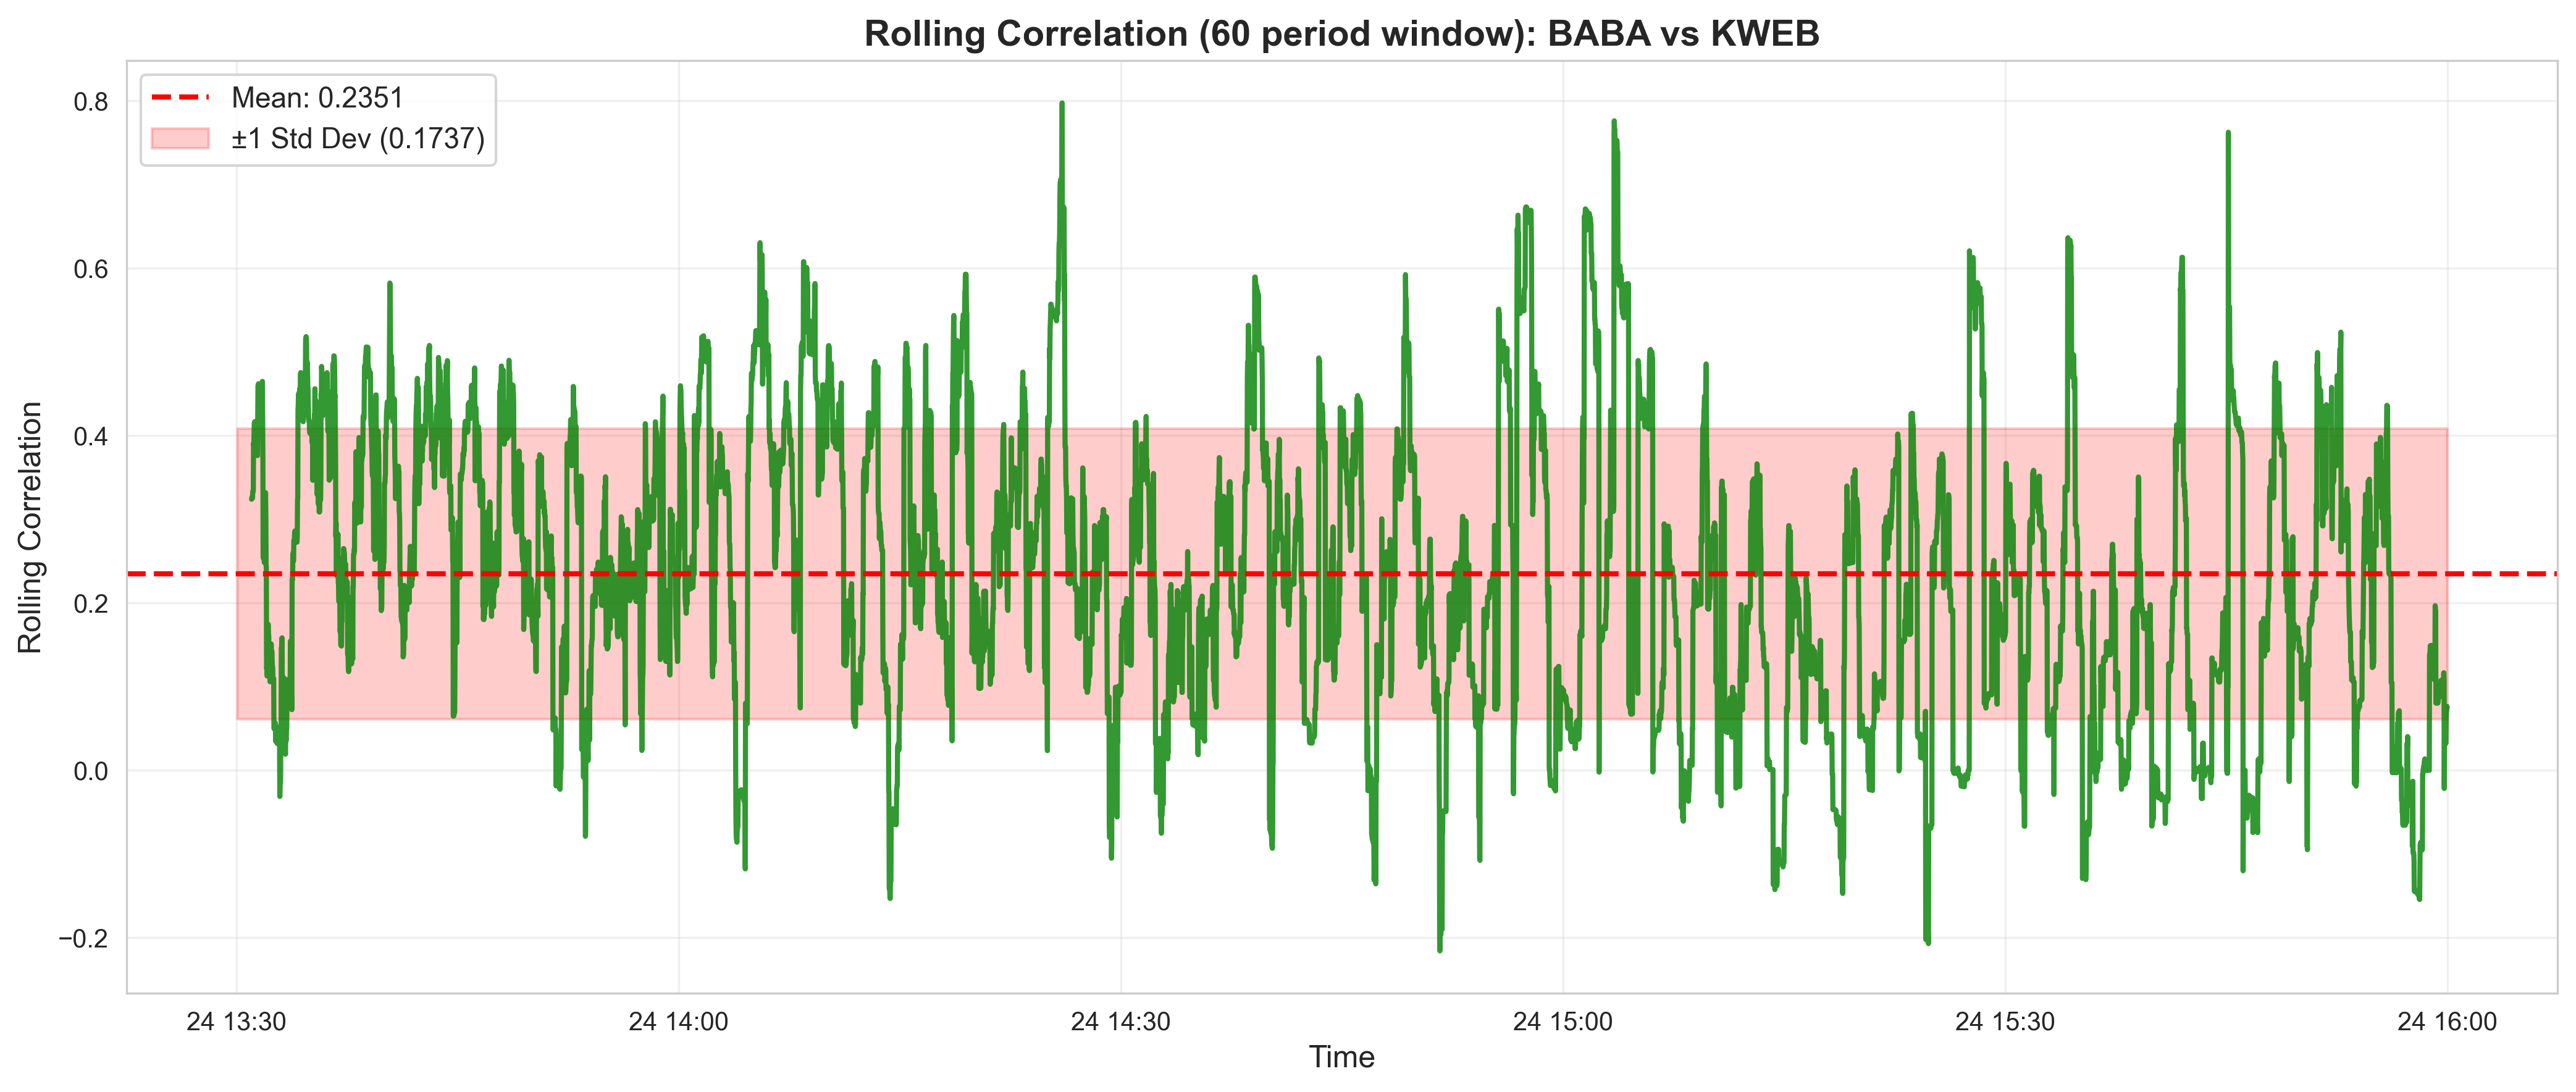 Rolling Correlation (60 period window): BABA vs KWEB
Mean: 0.2351
±1 Std Dev (0.1737)
Rolling Correlation
0.8
0.6
0.4
0.2
0.0
−0.2
24 13:30
24 14:00
24 14:30
24 15:00
24 15:30
24 16:00
Time